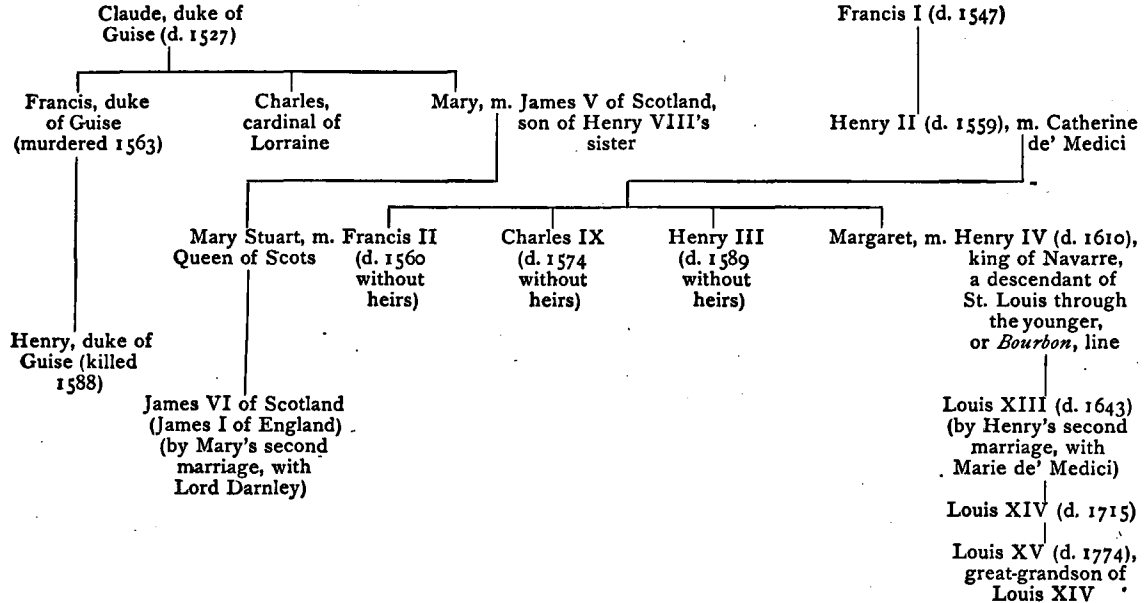 Claude, duke of
Guise (d. 1527)
Francis I (d. 1547)
Francis, duke
of Guise
(murdered 1563)
Charles,
cardinal of
Lorraine
Mary, m. James V of Scotland,
son of Henry VIII's
sister
Henry II (d. 1559), m. Catherine
de' Medici
Mary Stuart, m. Francis II
Queen of Scots
(d. 1560
without
heirs)
Charles IX
(d. 1574
without
heirs)
Henry III
(d. 1589
without
heirs)
Margaret, m. Henry IV (d. 1610),
king of Navarre,
a descendant of
St. Louis through
the younger,
or Bourbon, line
Henry, duke of
Guise (killed
1588)
James VI of Scotland
(James I of England)
(by Mary's second
marriage, with
Lord Darnley)
Louis XIII (d. 1643)
(by Henry's second
marriage, with
Marie de' Medici)
Louis XIV (d. 1715)
Louis XV (d. 1774),
great-grandson of
Louis XIV